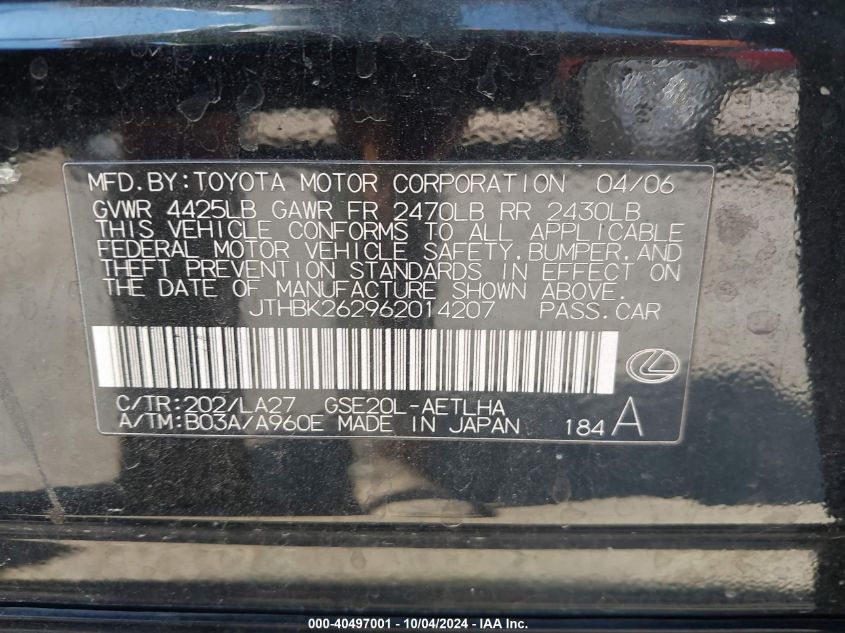 MFD.BY:TOYOTA MOTOR CORPORATION 04/06
GVWR 4425LB GAWR FR 2470LB RR 2430LB
THIS VEHICLE CONFORMS TO ALL APPLICABLE
FEDERAL MOTOR VEHICLE SAFETY,BUMPER,AND
THEFT PREVENTION STANDARDS IN EFFECT ON
THE DATE OF MANUFACTURE SHOWN ABOVE.
JTHBK262962014207 PASS.CAR
C/TR:202/LA27 GSE20L-AETLHA
A/TM:B03A/A960E MADE IN JAPAN 184 A
000-40497001 - 10/04/2024 - IAA Inc.